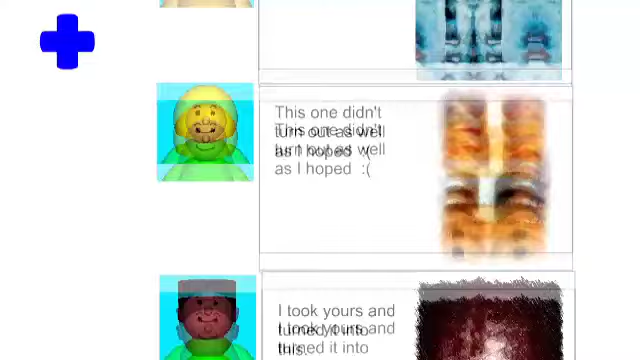 This one didn't
turn out as well
as I hoped :(
I took yours and
turned it into
this.